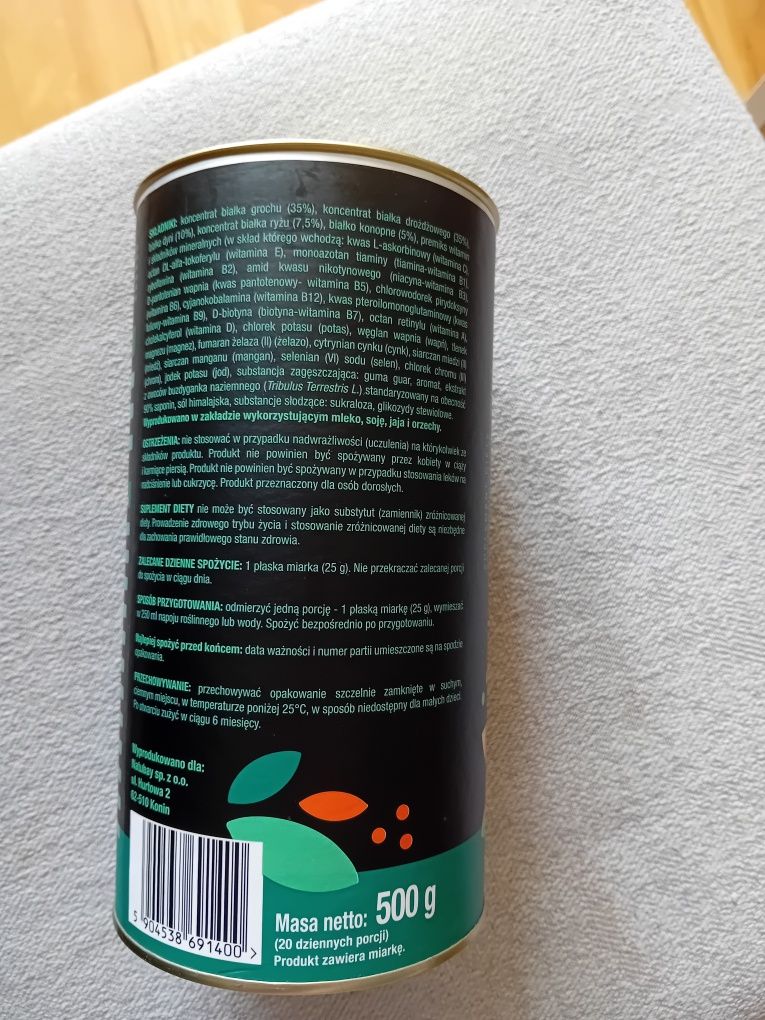 SKŁADNIKI: koncentrat białka grochu (35%), koncentrat białka drożdżowego (35%),
białka dyni (10%), koncentrat białka ryżu (7,5%), białko konopne (5%), premiks witamin
i składników mineralnych (w skład którego wchodzą: kwas L-askorbinowy (witamina C),
octan DL-alfa-tokoferylu (witamina E), monoazotan tiaminy (tiamina-witamina B1),
ryboflawina (witamina B2), amid kwasu nikotynowego (niacyna-witamina B3),
D-pantotenian wapnia (kwas pantotenowy- witamina B5), chlorowodorek pirydoksyny
(witamina B6), cyjanokobalamina (witamina B12), kwas pteroilomonoglutaminowy (kwas
foliowy-witamina B9), D-biotyna (biotyna-witamina B7), octan retinylu (witamina A),
cholekalcyferol (witamina D), chlorek potasu (potas), węglan wapnia (wapń), tlenek
magnezu (magnez), fumaran żelaza (II) (żelazo), cytrynian cynku (cynk), siarczan miedzi (II)
(miedź), siarczan manganu (mangan), selenian (VI) sodu (selen), chlorek chromu (III)
(chrom), jodek potasu (jod), substancja zagęszczająca: guma guar, aromat, ekstrakt
z owoców buzdyganka naziemnego (Tribulus Terrestris L.) standaryzowany na obecność
90% saponin, sól himalajska, substancje słodzące: sukraloza, glikozydy stewiolowe.
Wyprodukowano w zakładzie wykorzystującym mleko, soję, jaja i orzechy.
OSTRZEŻENIA: nie stosować w przypadku nadwrażliwości (uczulenia) na którykolwiek ze
składników produktu. Produkt nie powinien być spożywany przez kobiety w ciąży
i karmiące piersią. Produkt nie powinien być spożywany w przypadku stosowania leków na
nadciśnienie lub cukrzycę. Produkt przeznaczony dla osób dorosłych.
SUPLEMENT DIETY nie może być stosowany jako substytut (zamiennik) zróżnicowanej
diety. Prowadzenie zdrowego trybu życia i stosowanie zróżnicowanej diety są niezbędne
dla zachowania prawidłowego stanu zdrowia.
ZALECANE DZIENNE SPOŻYCIE: 1 płaska miarka (25 g). Nie przekraczać zalecanej porcji
do spożycia w ciągu dnia.
SPOSÓB PRZYGOTOWANIA: odmierzyć jedną porcję - 1 płaską miarkę (25 g), wymieszać
w 250 ml napoju roślinnego lub wody. Spożyć bezpośrednio po przygotowaniu.
Najlepiej spożyć przed końcem: data ważności i numer partii umieszczone są na spodzie
opakowania.
PRZECHOWYWANIE: przechowywać opakowanie szczelnie zamknięte w suchym,
ciemnym miejscu, w temperaturze poniżej 25°C, w sposób niedostępny dla małych dzieci.
Po otwarciu zużyć w ciągu 6 miesięcy.
Wyprodukowano dla:
Natubay sp. z o.o.
ul. Hurtowa 2
62-510 Konin
5 904538 691400 >
Masa netto: 500 g
(20 dziennych porcji)
Produkt zawiera miarkę.